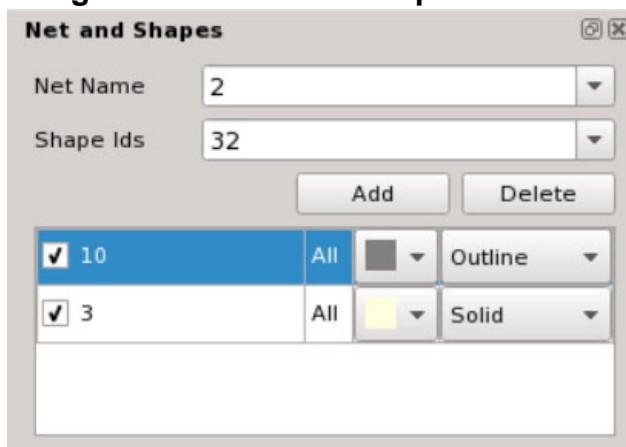 Net and Shapes
Net Name 2
Shape Ids 32
Add Delete
10 All Outline
3 All Solid